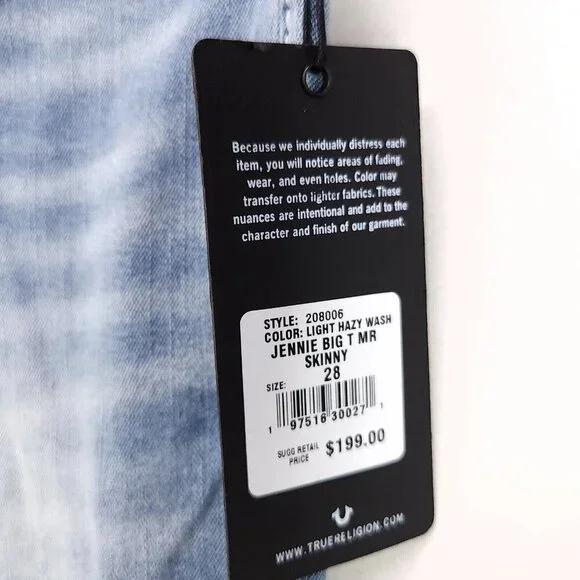 Because we individually distress each
item, you will notice areas of fading,
wear, and even holes. Color may
transfer onto lighter fabrics. These
nuances are intentional and add to the
character and finish of our garment.
STYLE: 208006
COLOR: LIGHT HAZY WASH
JENNIE BIG T MR
SKINNY
SIZE: 28
1 97516 30027 1
SUGG RETAIL
PRICE $199.00
WWW.TRUERELIGION.COM